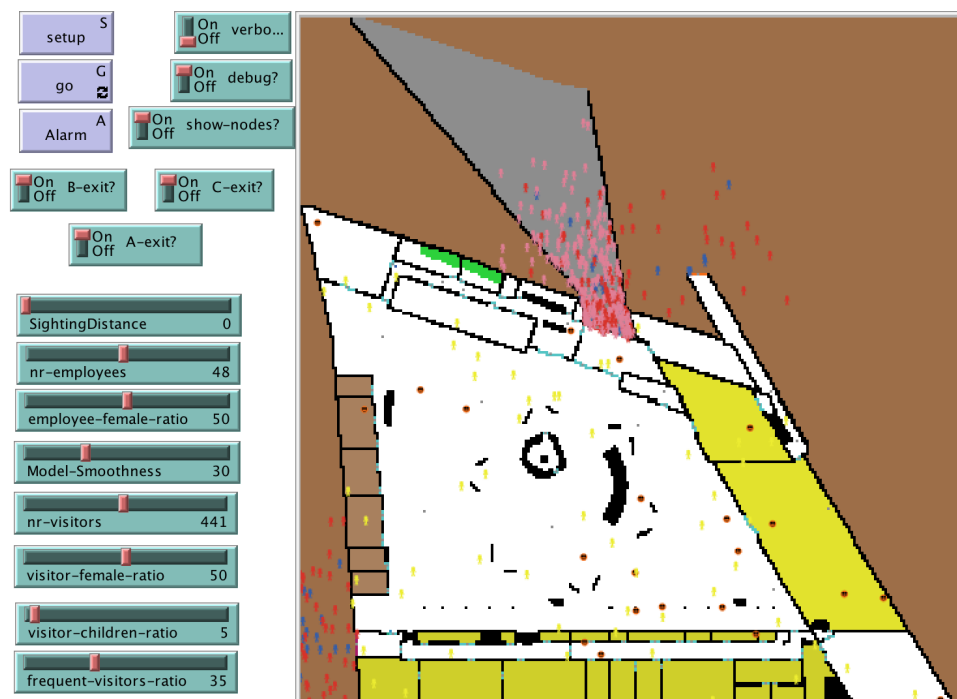 S
setup
On
Off
verbo...
G
go
On
Off
debug?
A
Alarm
On
Off
show-nodes?
On
Off
B-exit?
On
Off
C-exit?
On
Off
A-exit?
SightingDistance 0
nr-employees 48
employee-female-ratio 50
Model-Smoothness 30
nr-visitors 441
visitor-female-ratio 50
visitor-children-ratio 5
frequent-visitors-ratio 35